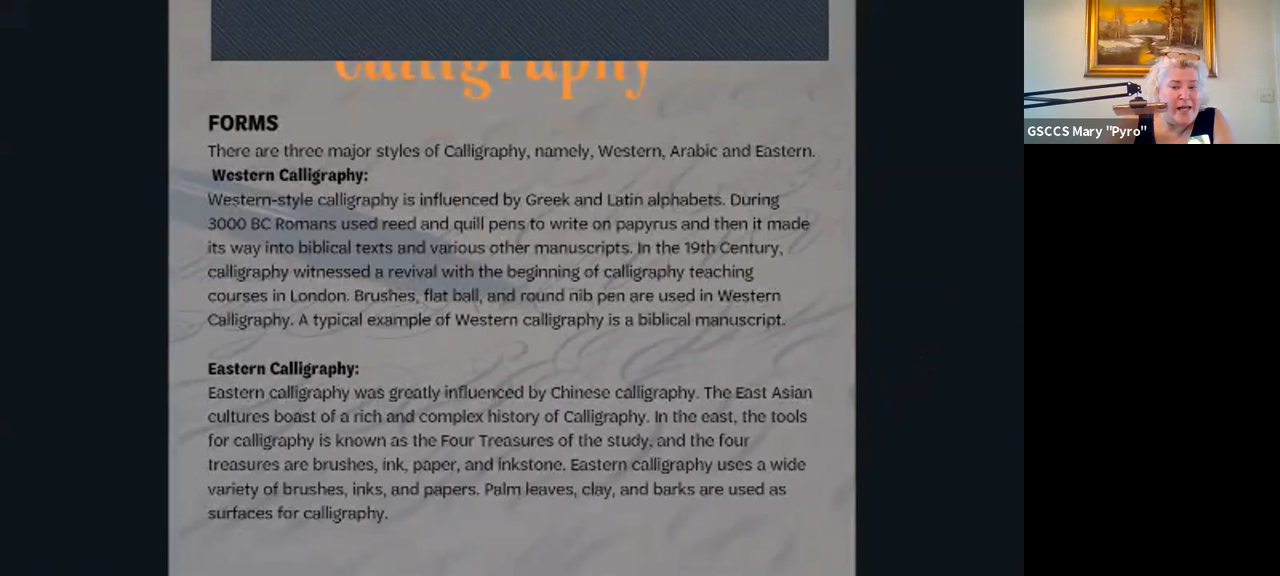 calligraphy
FORMS
There are three major styles of Calligraphy, namely, Western, Arabic and Eastern.
Western Calligraphy:
Western-style calligraphy is influenced by Greek and Latin alphabets. During
3000 BC Romans used reed and quill pens to write on papyrus and then it made
its way into biblical texts and various other manuscripts. In the 19th Century,
calligraphy witnessed a revival with the beginning of calligraphy teaching
courses in London. Brushes, flat ball, and round nib pen are used in Western
Calligraphy. A typical example of Western calligraphy is a biblical manuscript.
Eastern Calligraphy:
Eastern calligraphy was greatly influenced by Chinese calligraphy. The East Asian
cultures boast of a rich and complex history of Calligraphy. In the east, the tools
for calligraphy is known as the Four Treasures of the study, and the four
treasures are brushes, ink, paper, and inkstone. Eastern calligraphy uses a wide
variety of brushes, inks, and papers. Palm leaves, clay, and barks are used as
surfaces for calligraphy.
GSCCS Mary "Pyro"